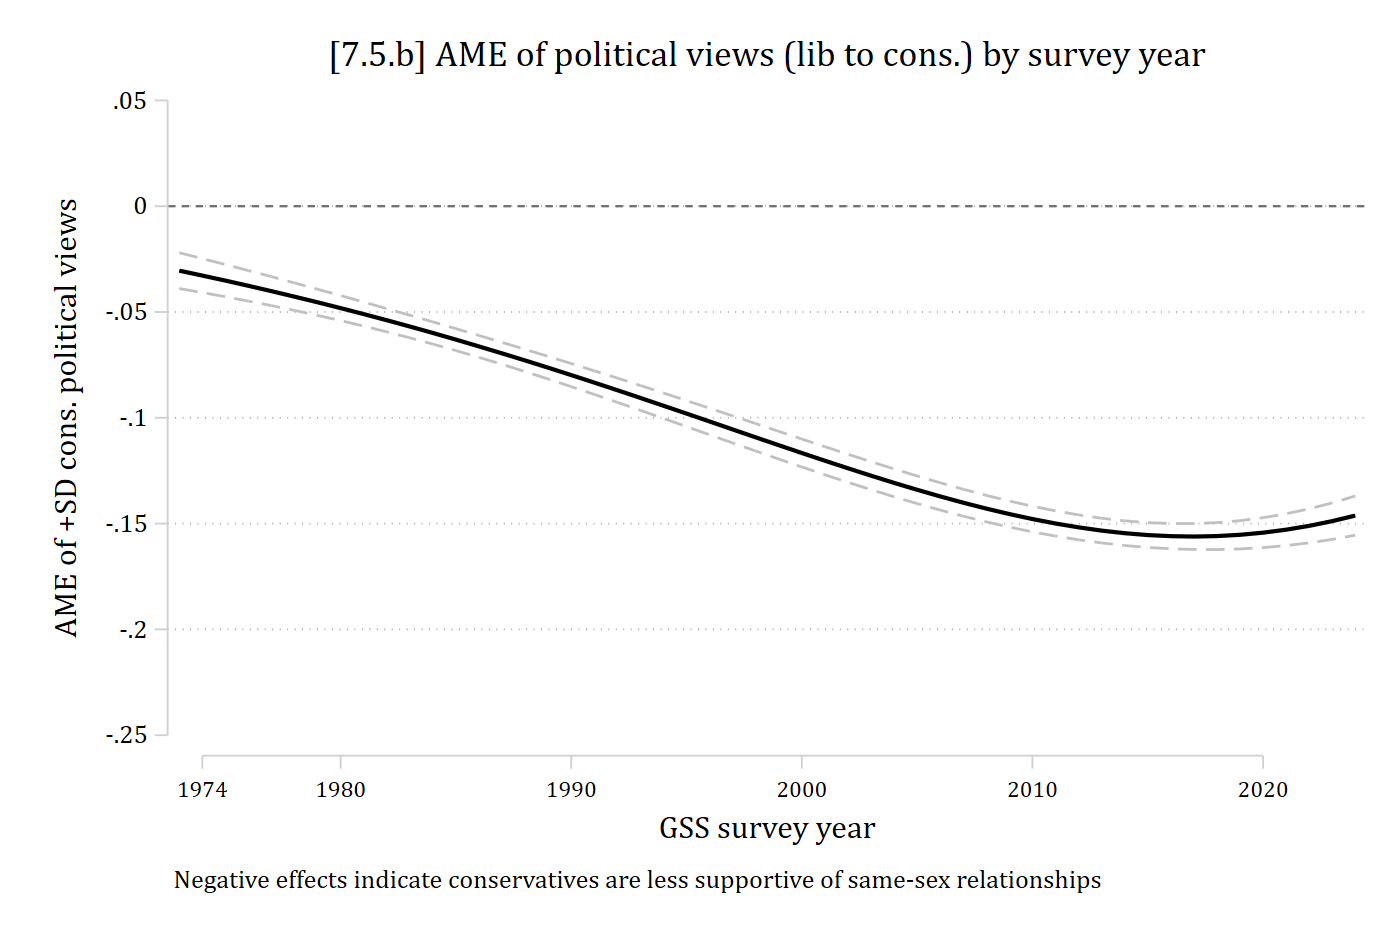 [7.5.b] AME of political views (lib to cons.) by survey year
.05
0
-.05
-.1
-.15
-.2
-.25
AME of +SD cons. political views
1974 1980 1990 2000 2010 2020
GSS survey year
Negative effects indicate conservatives are less supportive of same-sex relationships